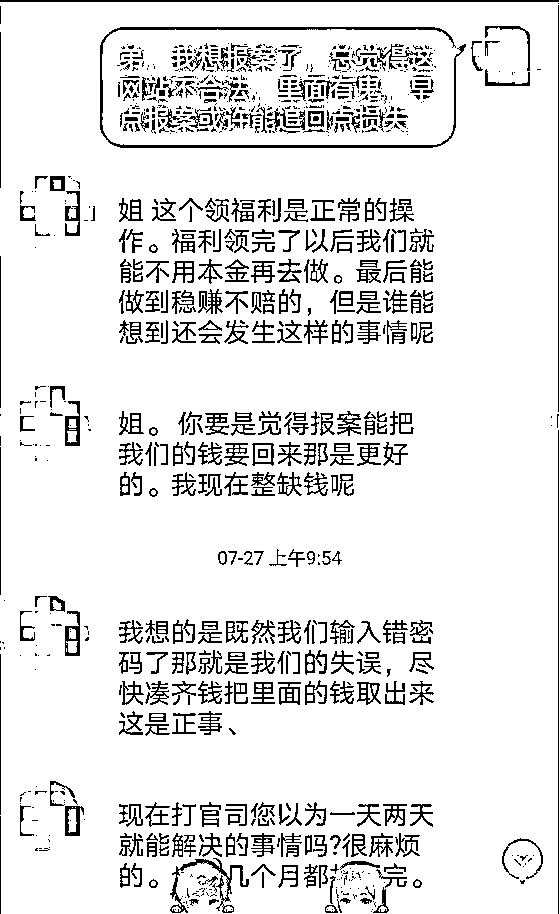 弟，我想报案了，总觉得这
网站不合法，里面有鬼，早
点报案或许能追回点损失
姐 这个领福利是正常的操
作。福利领完了以后我们就
能不用本金再去做。最后能
做到稳赚不赔的，但是谁能
想到还会发生这样的事情呢
姐。 你要是觉得报案能把
我们的钱要回来那是更好
的。我现在整缺钱呢
07-27 上午9:54
我想的是既然我们输入错密
码了那就是我们的失误，尽
快凑齐钱把里面的钱取出来
这是正事、
现在打官司您以为一天两天
就能解决的事情吗?很麻烦
的。 几个月都 完。